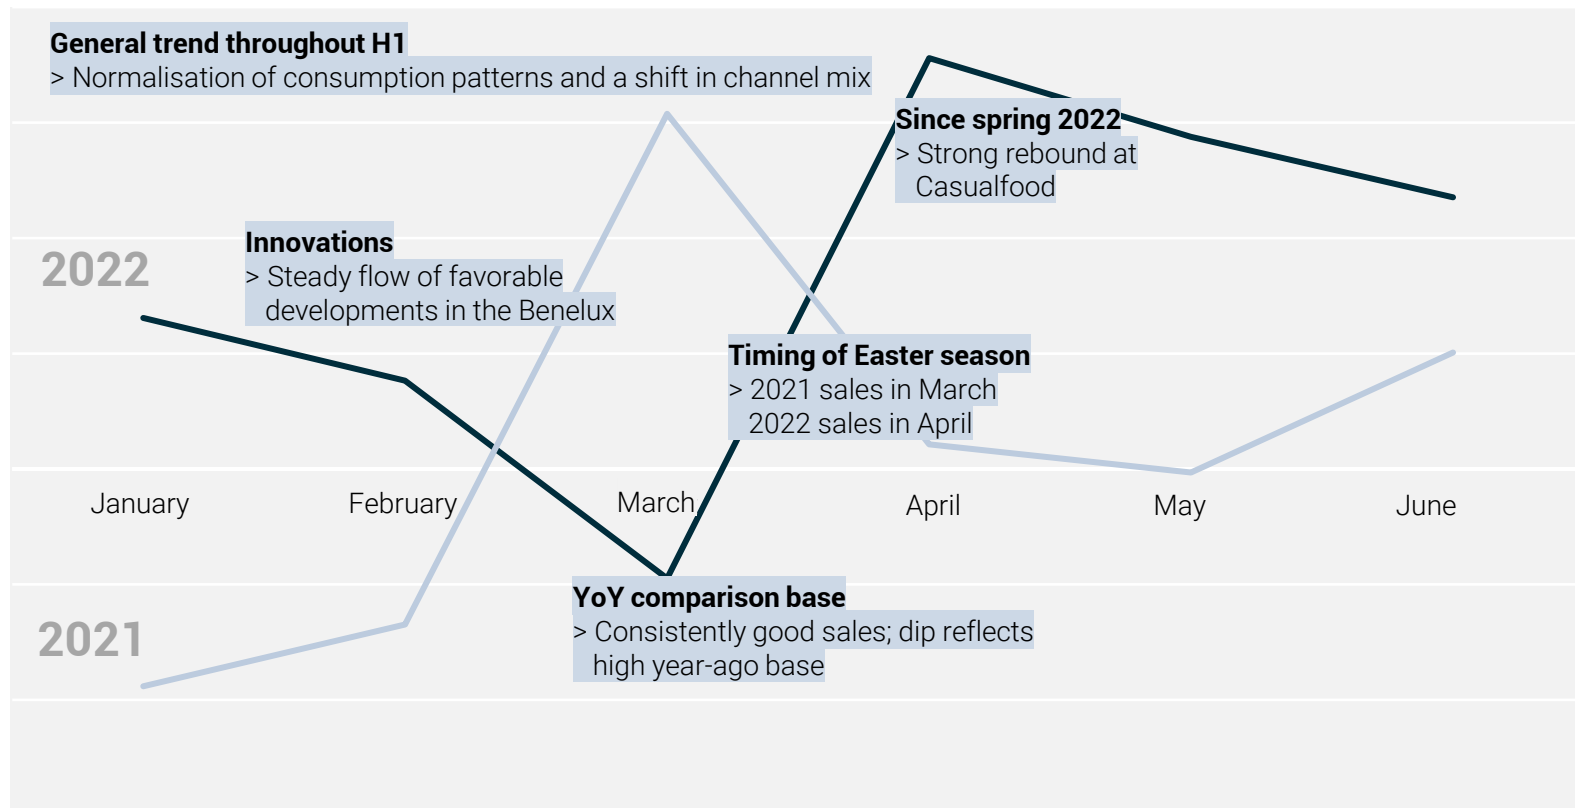 General trend throughout H1
> Normalisation of consumption patterns and a shift in channel mix
Since spring 2022
> Strong rebound at
Casualfood
Innovations
> Steady flow of favorable
developments in the Benelux
2022
Timing of Easter season
> 2021 sales in March
2022 sales in April
January
February
March
April
May
June
YoY comparison base
> Consistently good sales; dip reflects
high year-ago base
2021